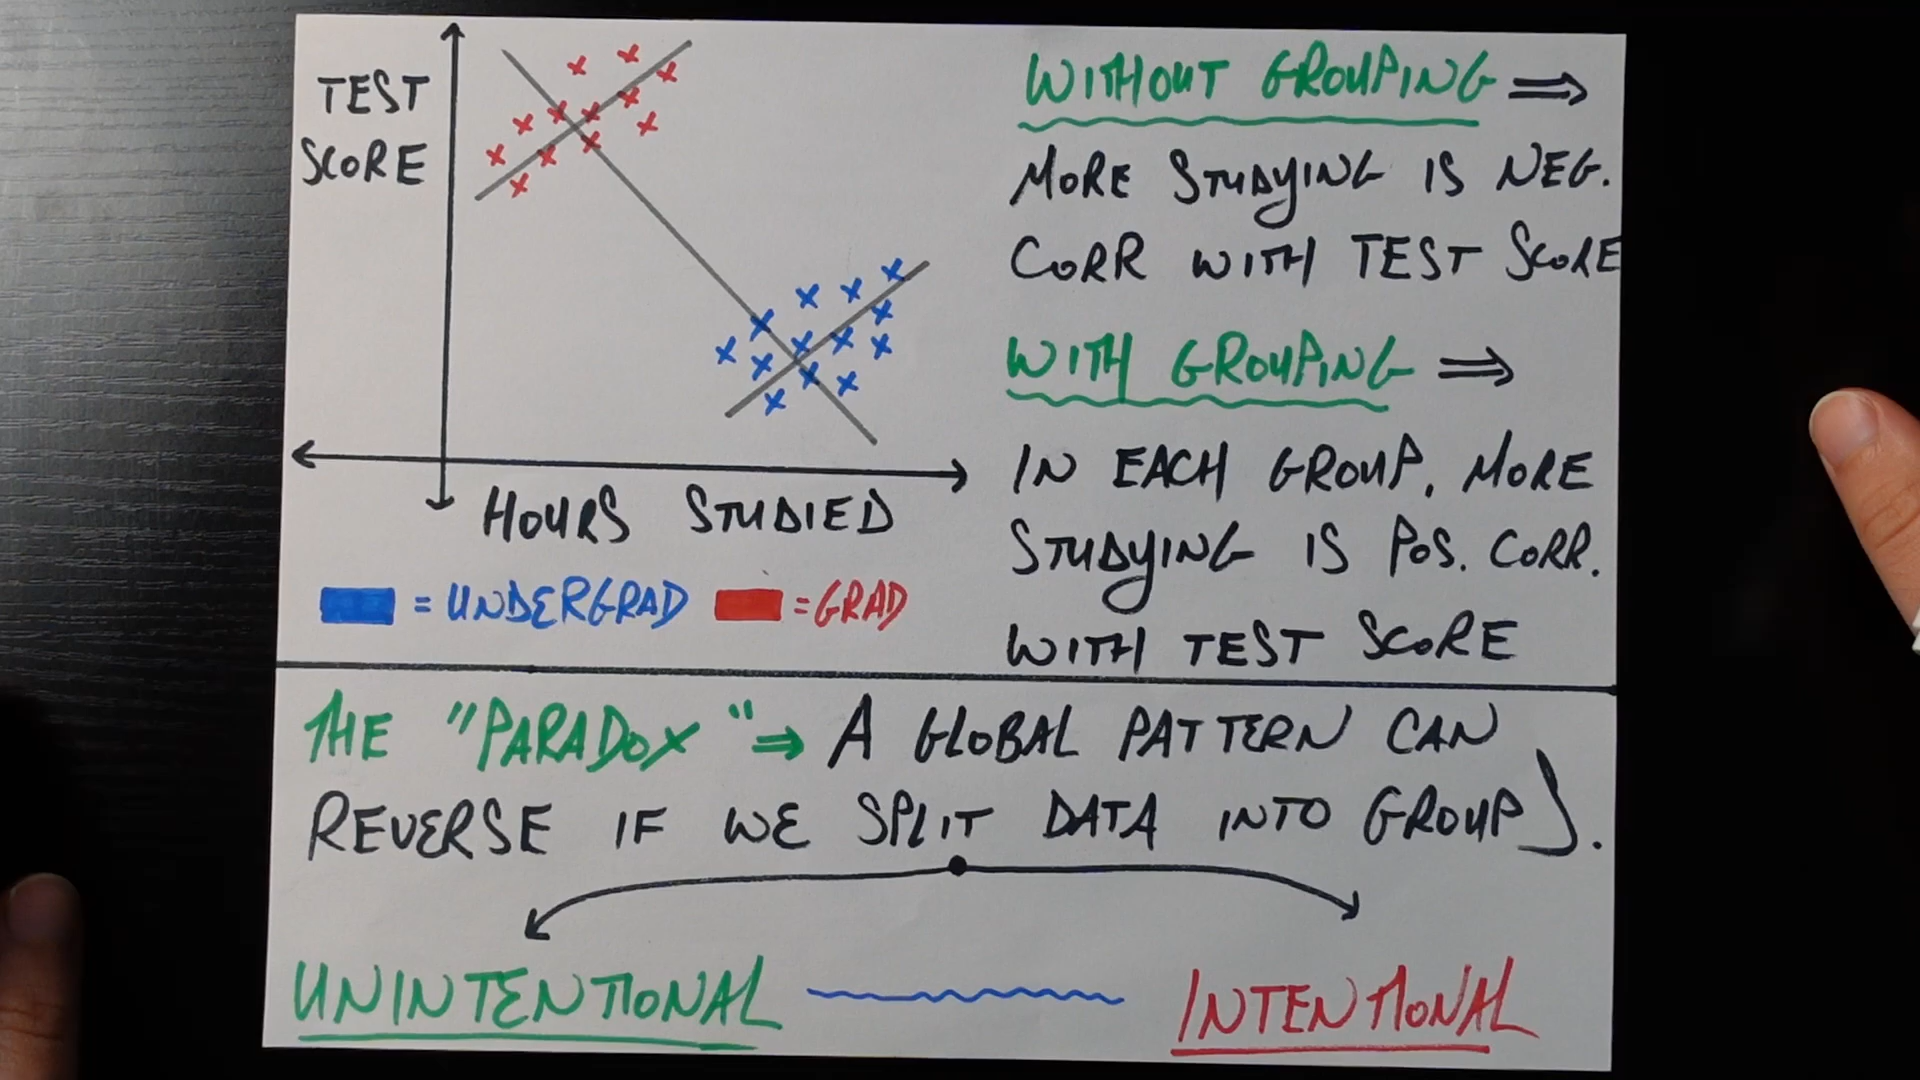 TEST
SCORE
HOURS STUDIED
= UNDERGRAD = GRAD
WITHOUT GROUPING ⇒
MORE STUDYING IS NEG.
CORR WITH TEST SCORE
WITH GROUPING ⇒
IN EACH GROUP, MORE
STUDYING IS POS. CORR.
WITH TEST SCORE
THE "PARADOX" ⇒ A GLOBAL PATTERN CAN
REVERSE IF WE SPLIT DATA INTO GROUPS.
UNINTENTIONAL INTENTIONAL